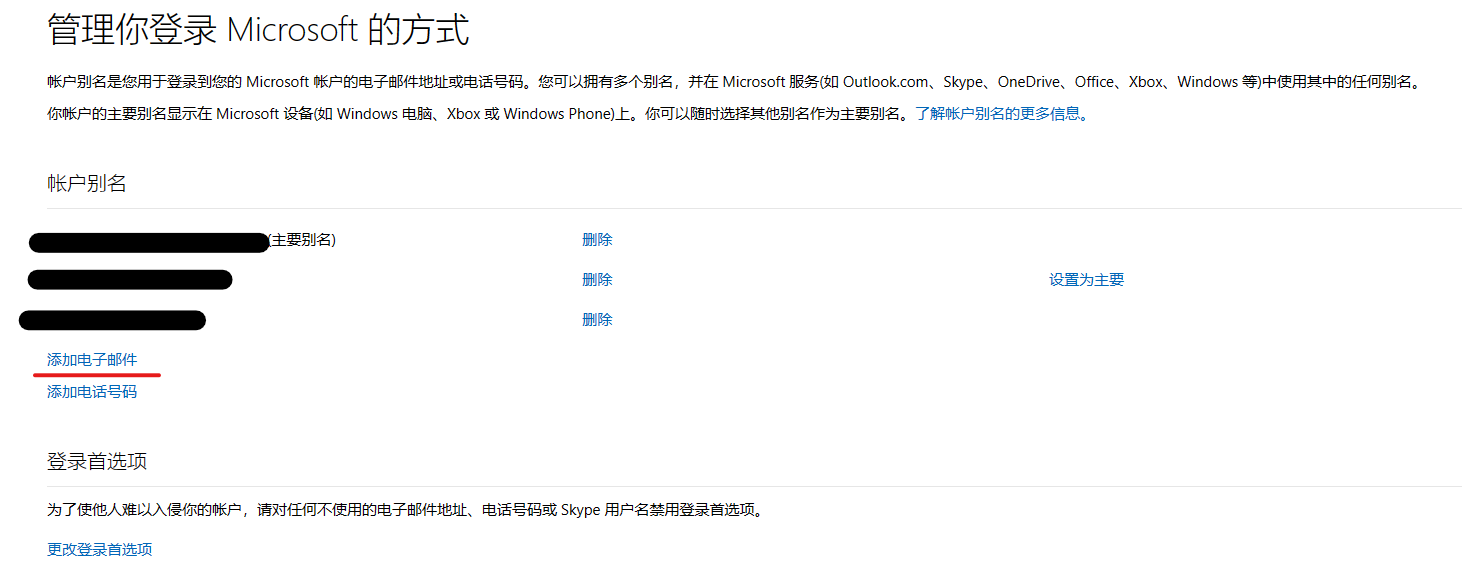 管理你登录 Microsoft 的方式
帐户别名是您用于登录到您的 Microsoft 帐户的电子邮件地址或电话号码。您可以拥有多个别名，并在 Microsoft 服务(如 Outlook.com、Skype、OneDrive、Office、Xbox、Windows 等)中使用其中的任何别名。
你帐户的主要别名显示在 Microsoft 设备(如 Windows 电脑、Xbox 或 Windows Phone)上。你可以随时选择其他别名作为主要别名。了解帐户别名的更多信息。
帐户别名
(主要别名) 删除
删除 设置为主要
删除
添加电子邮件
添加电话号码
登录首选项
为了使他人难以入侵你的帐户，请对任何不使用的电子邮件地址、电话号码或 Skype 用户名禁用登录首选项。
更改登录首选项